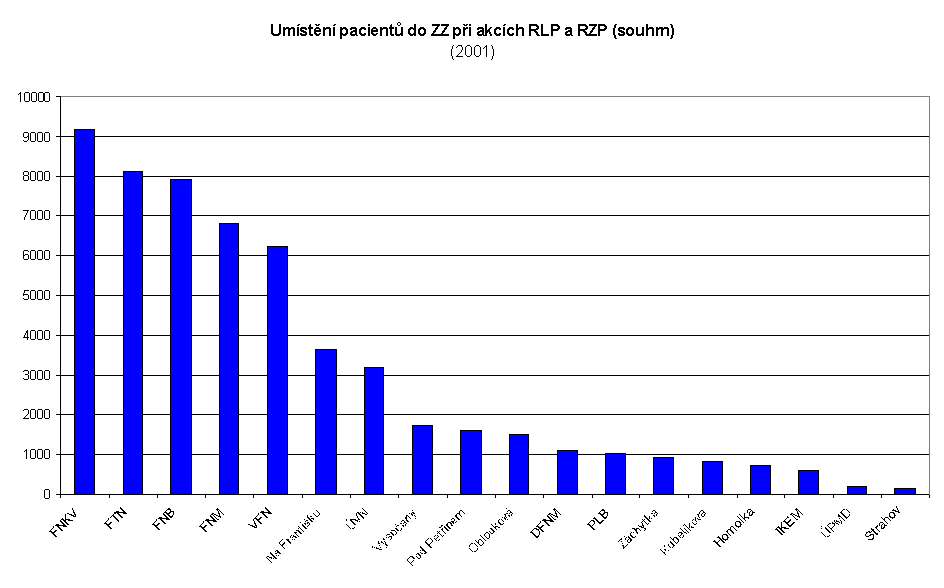 Umístění pacientů do ZZ při akcích RLP a RZP (souhrn)
(2001)
10000
9000
8000
7000
6000
5000
4000
3000
2000
1000
0
FNKV
FTN
FNB
FNM
VFN
Na Františku
ÚVN
Vysočany
Pod Petřínem
Obloukova
DFNM
PLB
Záchytka
Kubelíkova
Homolka
IKEM
ÚPMD
Strahov